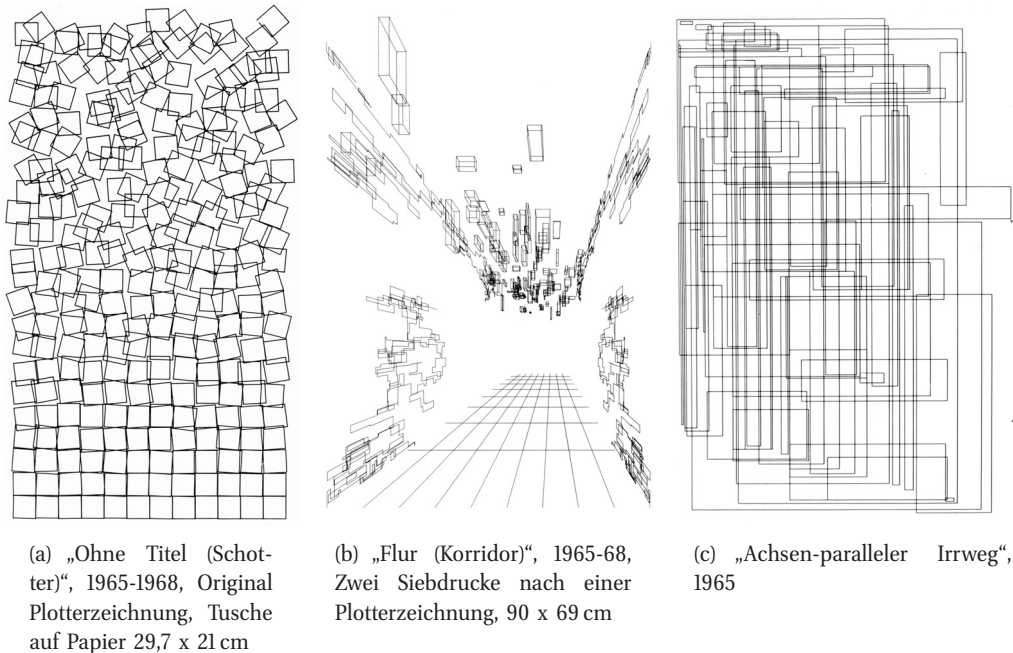 (a) „Ohne Titel (Schot-
ter)“, 1965-1968, Original
Plotterzeichnung, Tusche
auf Papier 29,7 x 21 cm
(b) „Flur (Korridor)“, 1965-68,
Zwei Siebdrucke nach einer
Plotterzeichnung, 90 x 69 cm
(c) „Achsen-paralleler Irrweg“,
1965